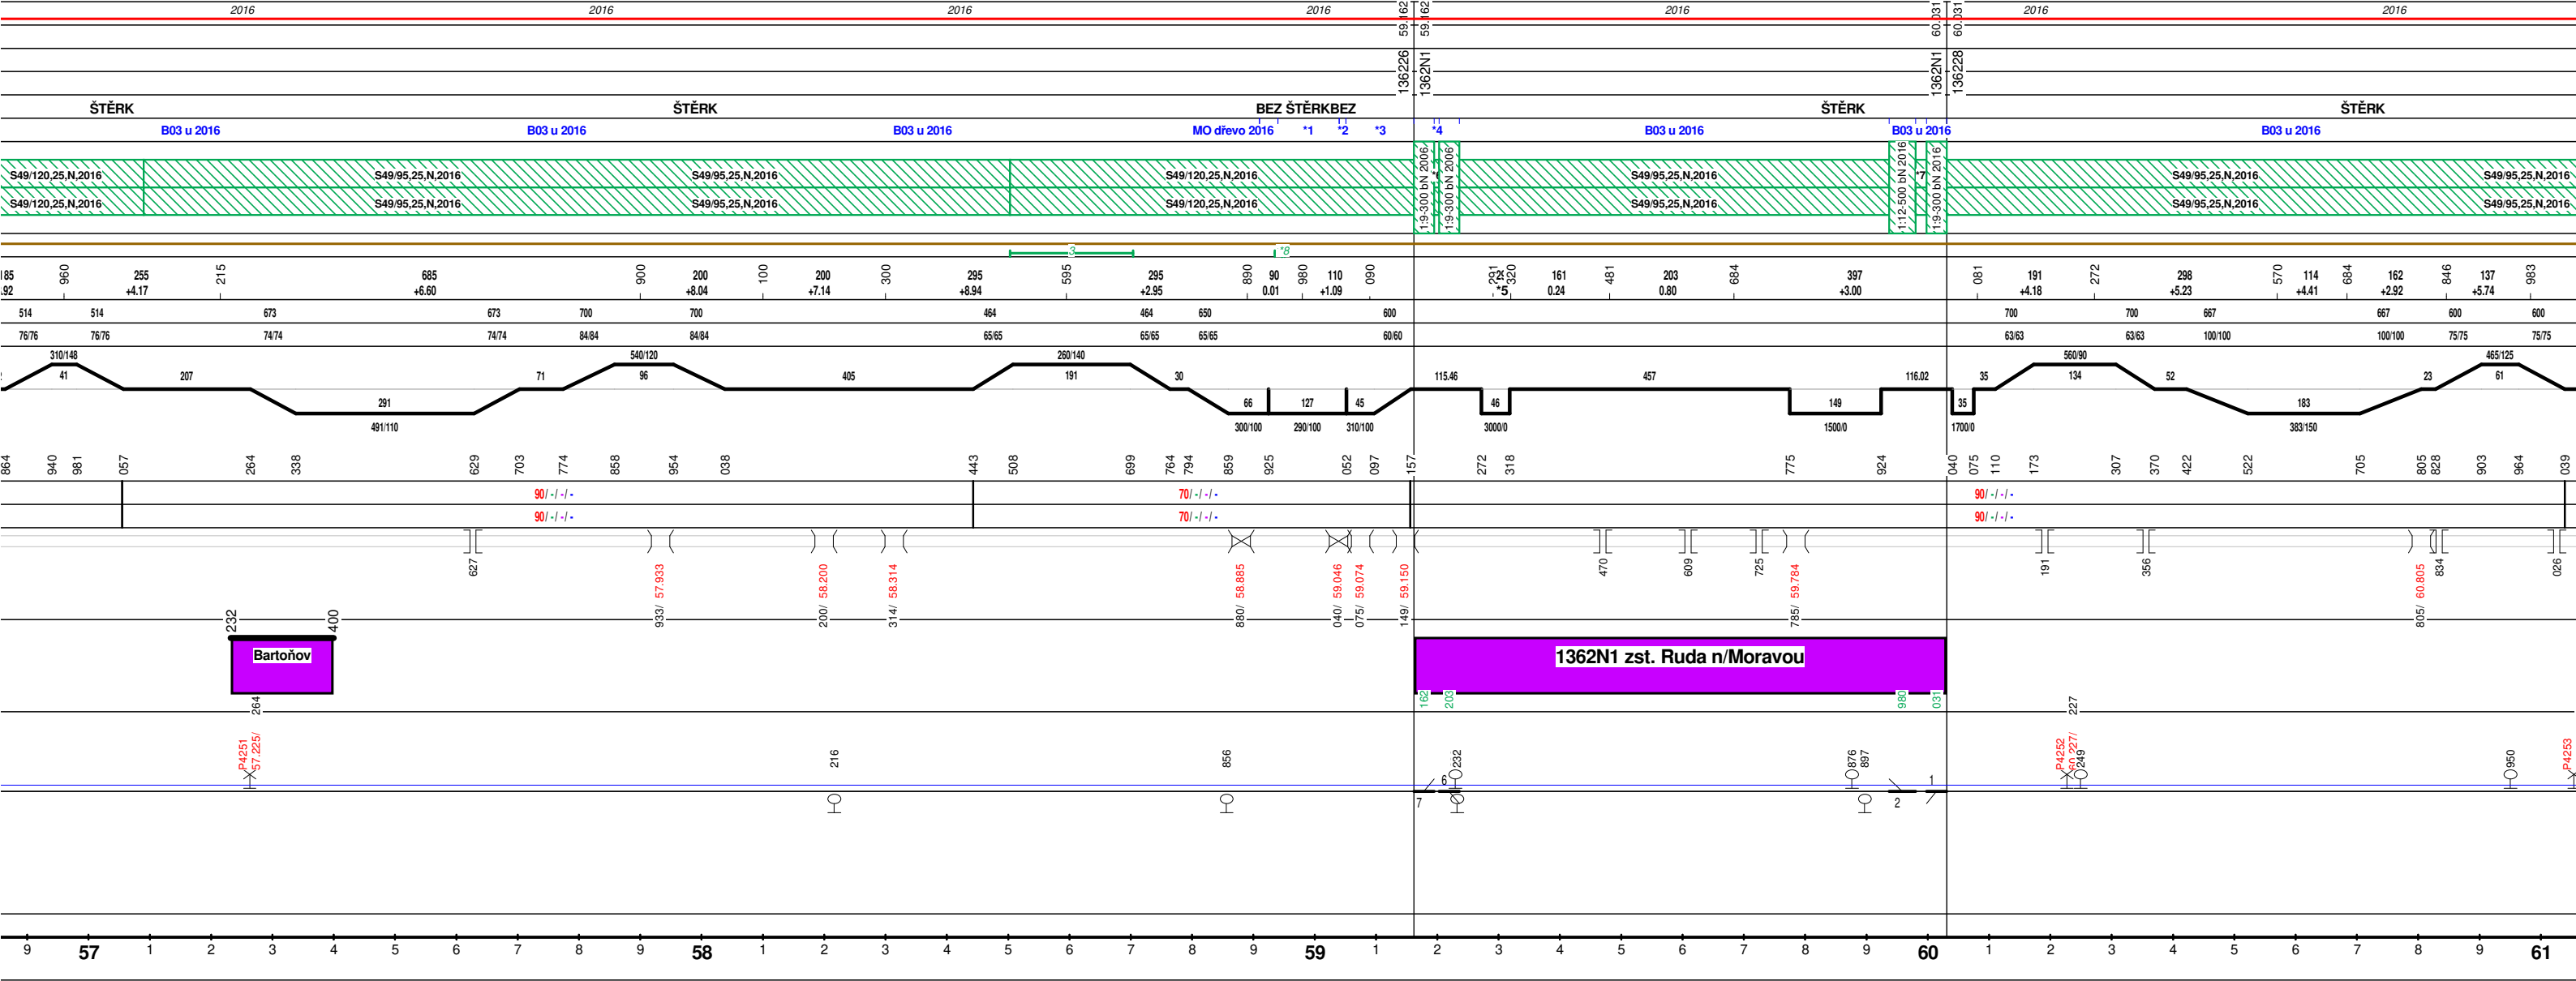 2016 2016 2016 2016 59.162 59.162 2016 60.031 60.031 2016 2016
136226 1362N1 1362N1 136228
ŠTĚRK ŠTĚRK BEZ ŠTĚRKBEZ ŠTĚRK ŠTĚRK
B03 u 2016 B03 u 2016 B03 u 2016 MO dřevo 2016 *1 *2 *3 *4 B03 u 2016 B03 u 2016 B03 u 2016
1:9-300 bN 2006 1:9-300 bN 2006 1:12-500 bN 2016 1:9-300 bN 2016
S49/120,25,N,2016 S49/95,25,N,2016 S49/95,25,N,2016 S49/120,25,N,2016 S49/95,25,N,2016 *7 S49/95,25,N,2016 S49/95,25,N,2016
S49/120,25,N,2016 S49/95,25,N,2016 S49/95,25,N,2016 S49/120,25,N,2016 S49/95,25,N,2016 S49/95,25,N,2016 S49/95,25,N,2016
3 *8
185 960 255 215 685 900 200 100 200 300 295 595 295 890 90 980 110 090 291 320 161 481 203 684 397 081 191 272 298 570 114 684 162 846 137 983
.92 +4.17 +6.60 +8.04 +7.14 +8.94 +2.95 0.01 +1.09 *5 0.24 0.80 +3.00 +4.18 +5.23 +4.41 +2.92 +5.74
514 514 673 673 700 700 464 464 650 600 700 700 667 667 600 600
76/76 76/76 74/74 74/74 84/84 84/84 65/65 65/65 65/65 60/60 63/63 63/63 100/100 100/100 75/75 75/75
310/148 540/120 260/140 560/90 465/125
41 207 71 96 405 191 30 115.46 457 116.02 35 134 52 23 61
291 66 127 45 46 149 35 183
491/110 300/100 290/100 310/100 3000/0 1500/0 1700/0 383/150
864 940 981 057 264 338 629 703 774 858 954 038 443 508 699 764 794 859 925 052 097 157 272 318 775 924 040 075 110 173 307 370 422 522 705 805 828 903 964 039
90/ -/ -/ - 70/ -/ -/ - 90/ -/ -/ -
90/ -/ -/ - 70/ -/ -/ - 90/ -/ -/ -
627 470 609 725 191 356 834 026
933/ 57.933 200/ 58.200 314/ 58.314 880/ 58.885 040/ 59.046 075/ 59.074 149/ 59.150 785/ 59.784 805/ 60.805
232 400
Bartoňov 1362N1 zst. Ruda n/Moravou
162 203 980 031
264 227
P4251 57.225/ 216 856 232 876 897 P4252 60.227/ 249 950 P4253
6 1
7 2
9 57 1 2 3 4 5 6 7 8 9 58 1 2 3 4 5 6 7 8 9 59 1 2 3 4 5 6 7 8 9 60 1 2 3 4 5 6 7 8 9 61